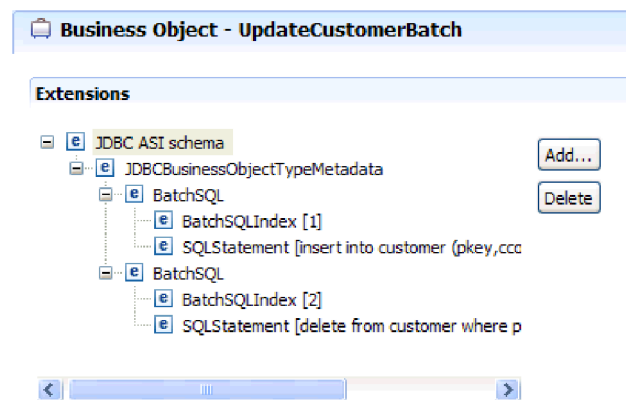 Business Object - UpdateCustomerBatch
Extensions
JDBC ASI schema
Add...
JDBCBusinessObjectTypeMetadata
BatchSQL
Delete
BatchSQLIndex [1]
SQLStatement [insert into customer (pkey,ccc
BatchSQL
BatchSQLIndex [2]
SQLStatement [delete from customer where p